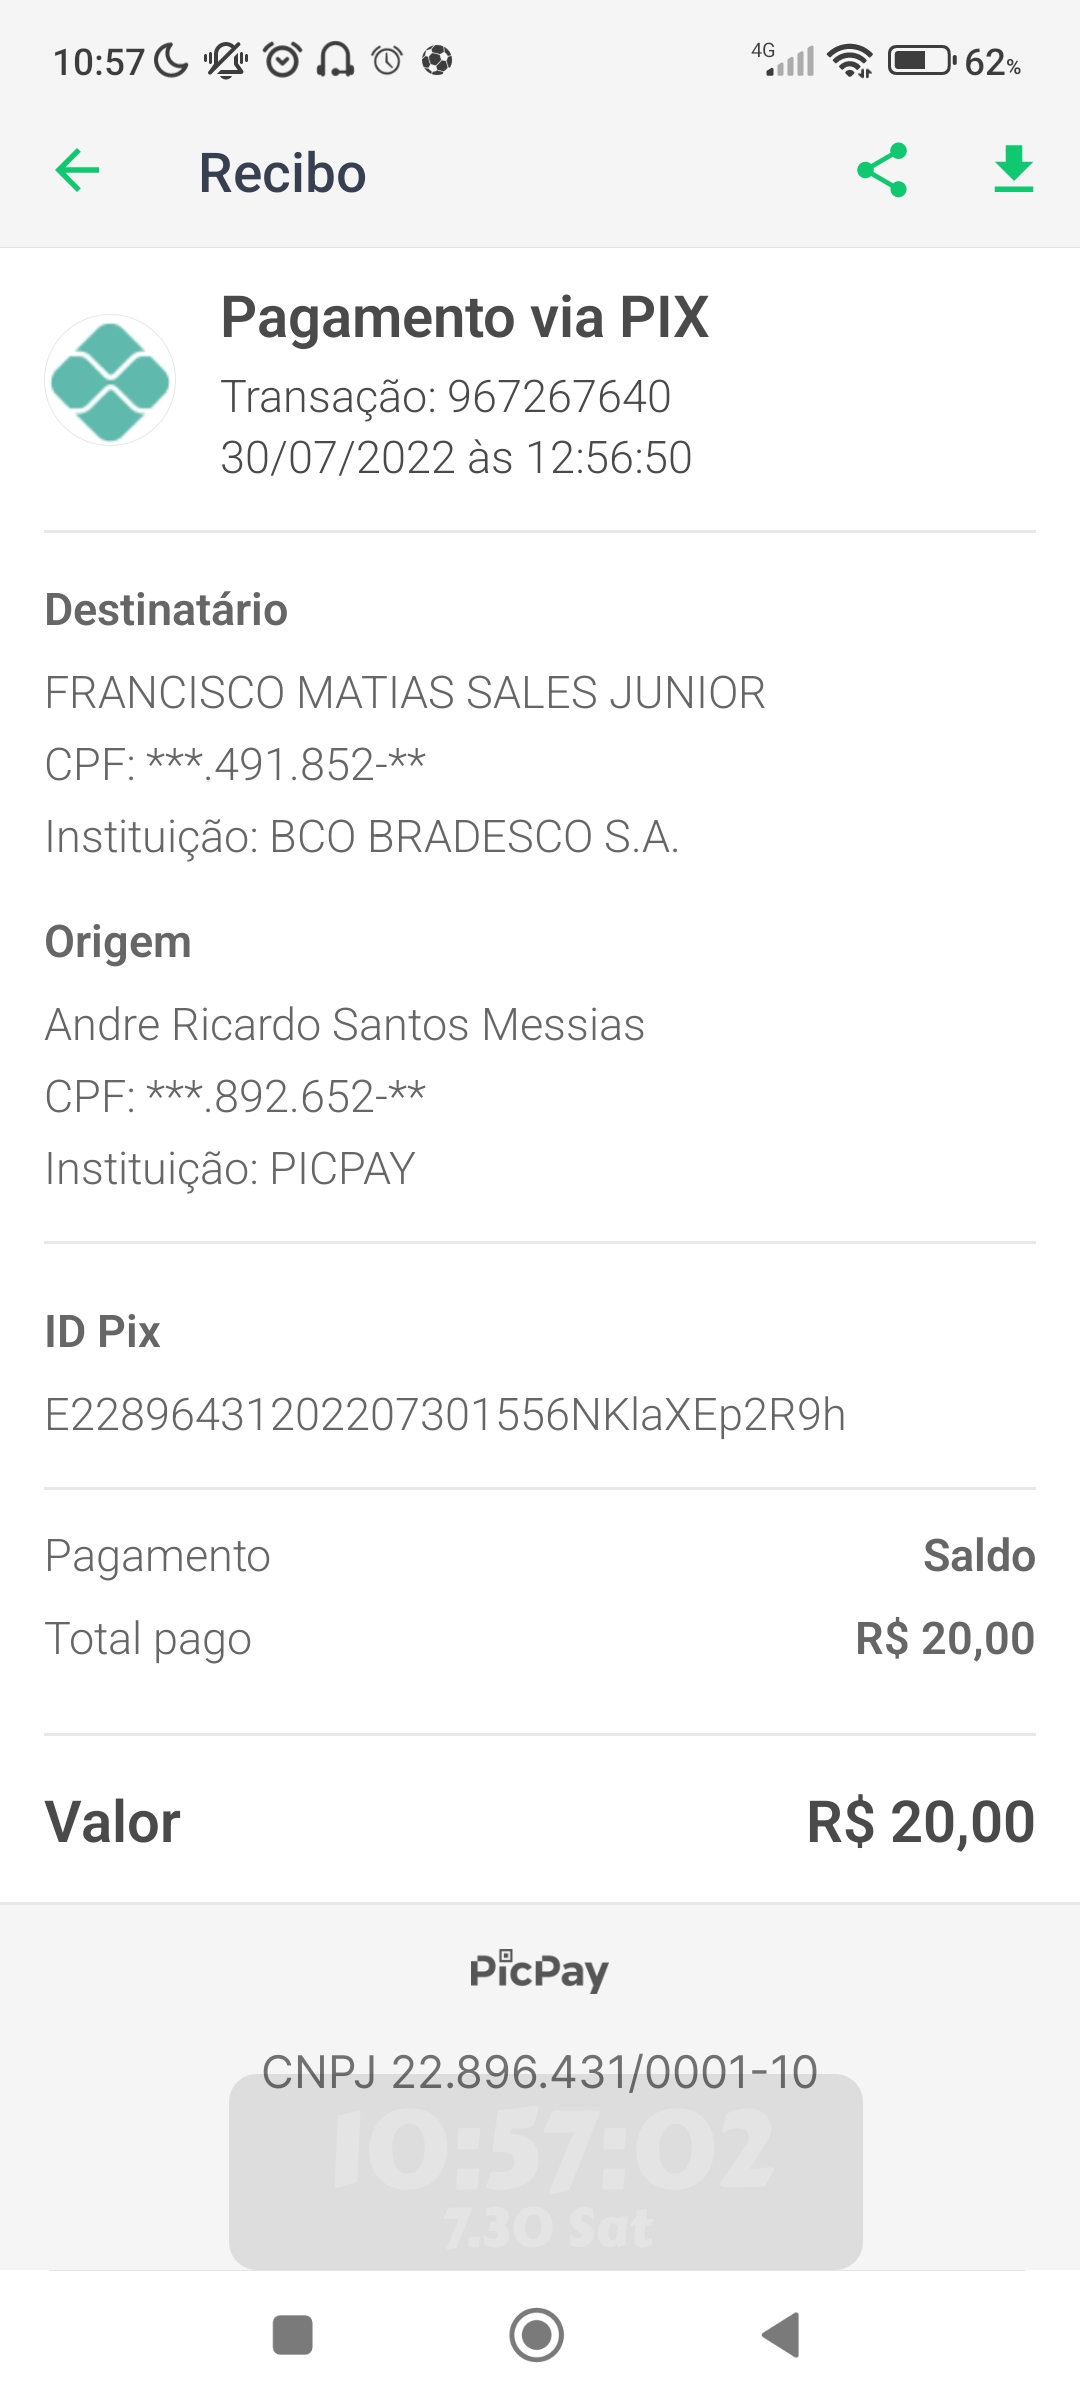 10:57 4G 62%
Recibo
Pagamento via PIX
Transação: 967267640
30/07/2022 às 12:56:50
Destinatário
FRANCISCO MATIAS SALES JUNIOR
CPF: ***.491.852-**
Instituição: BCO BRADESCO S.A.
Origem
Andre Ricardo Santos Messias
CPF: ***.892.652-**
Instituição: PICPAY
ID Pix
E22896431202207301556NKlaXEp2R9h
Pagamento Saldo
Total pago R$ 20,00
Valor R$ 20,00
PicPay
CNPJ 22.896.431/0001-10
10:57:02
7.30 Sat